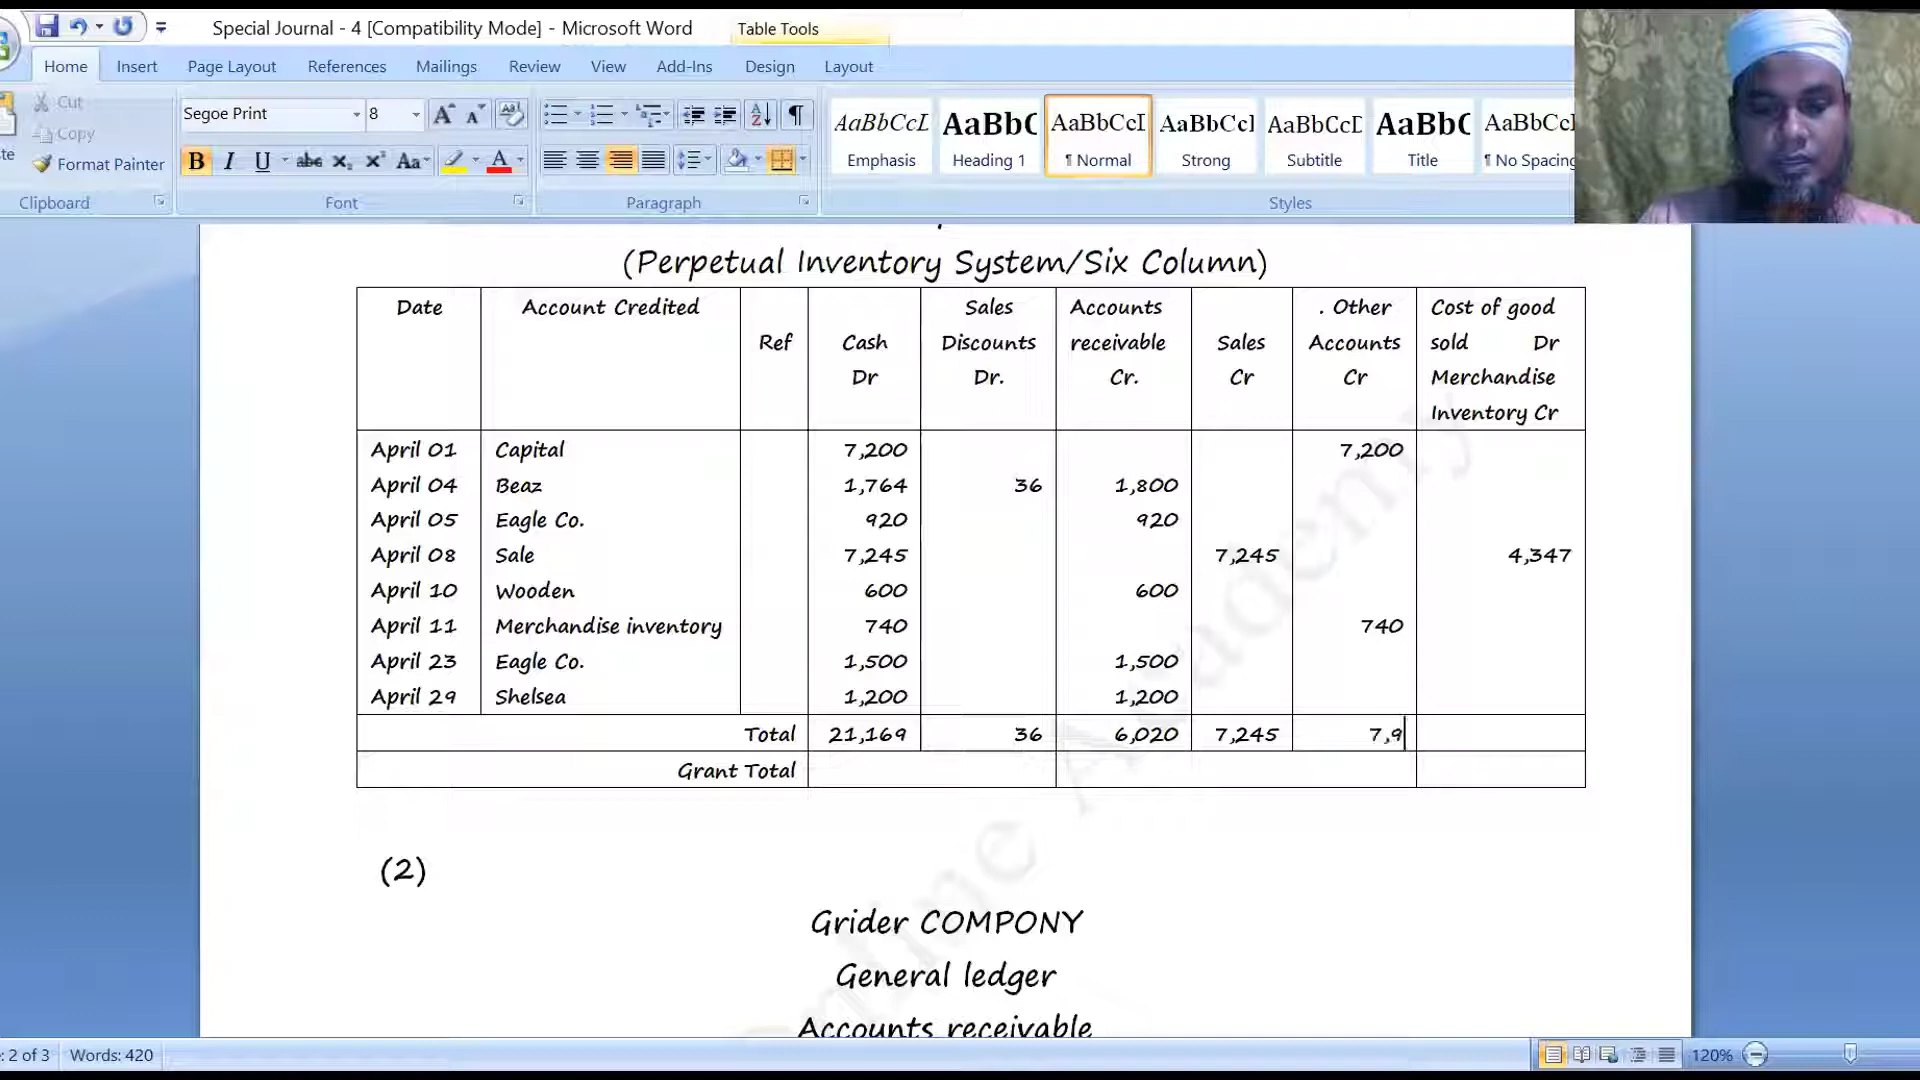 Special Journal - 4 [Compatibility Mode] - Microsoft Word
Table Tools
Home Insert Page Layout References Mailings Review View Add-Ins Design Layout
Cut
Copy
Format Painter
Clipboard
Segoe Print 8
Font
Paragraph
AaBbCcL AaBbC AaBbCcI AaBbCcI AaBbCcD AaBbC AaBbCcI
Emphasis Heading 1 ¶ Normal Strong Subtitle Title ¶ No Spacing
Styles
(Perpetual Inventory System/Six Column)
Date Account Credited Sales Accounts . Other Cost of good
Ref Cash Discounts receivable Sales Accounts sold Dr
Dr Dr. Cr. Cr Cr Merchandise
Inventory Cr
April 01 Capital 7,200 7,200
April 04 Beaz 1,764 36 1,800
April 05 Eagle Co. 920 920
April 08 Sale 7,245 7,245 4,347
April 10 Wooden 600 600
April 11 Merchandise inventory 740 740
April 23 Eagle Co. 1,500 1,500
April 29 Shelsea 1,200 1,200
Total 21,169 36 6,020 7,245 7,9
Grant Total
(2)
Grider COMPONY
General ledger
Accounts receivable
: 2 of 3 Words: 420 120%